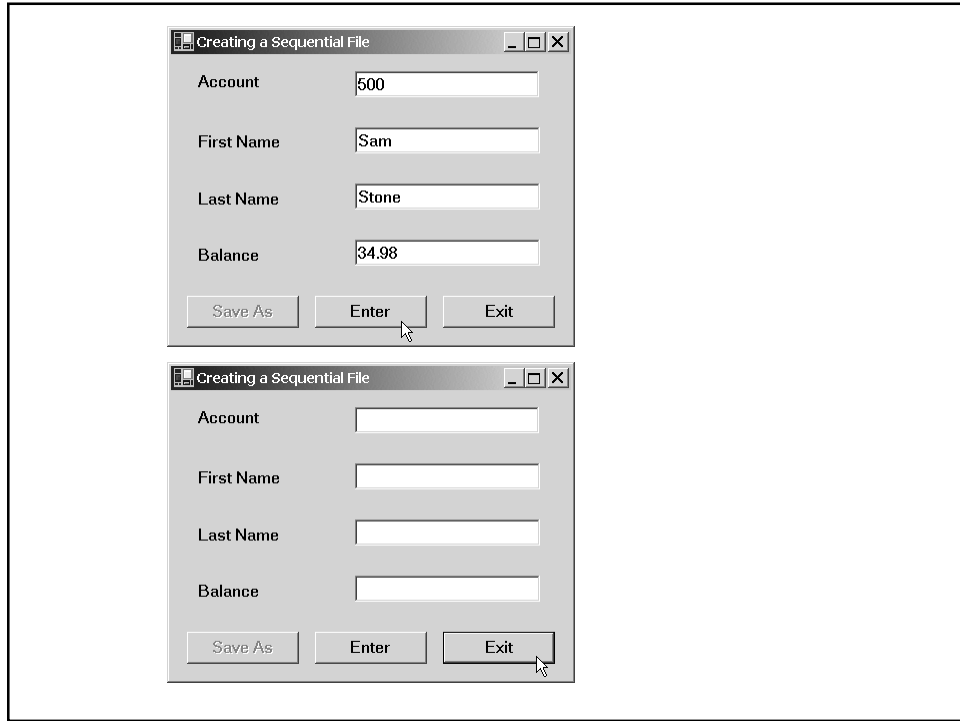 Creating a Sequential File
Account 500
First Name Sam
Last Name Stone
Balance 34.98
Save As Enter Exit
Creating a Sequential File
Account
First Name
Last Name
Balance
Save As Enter Exit